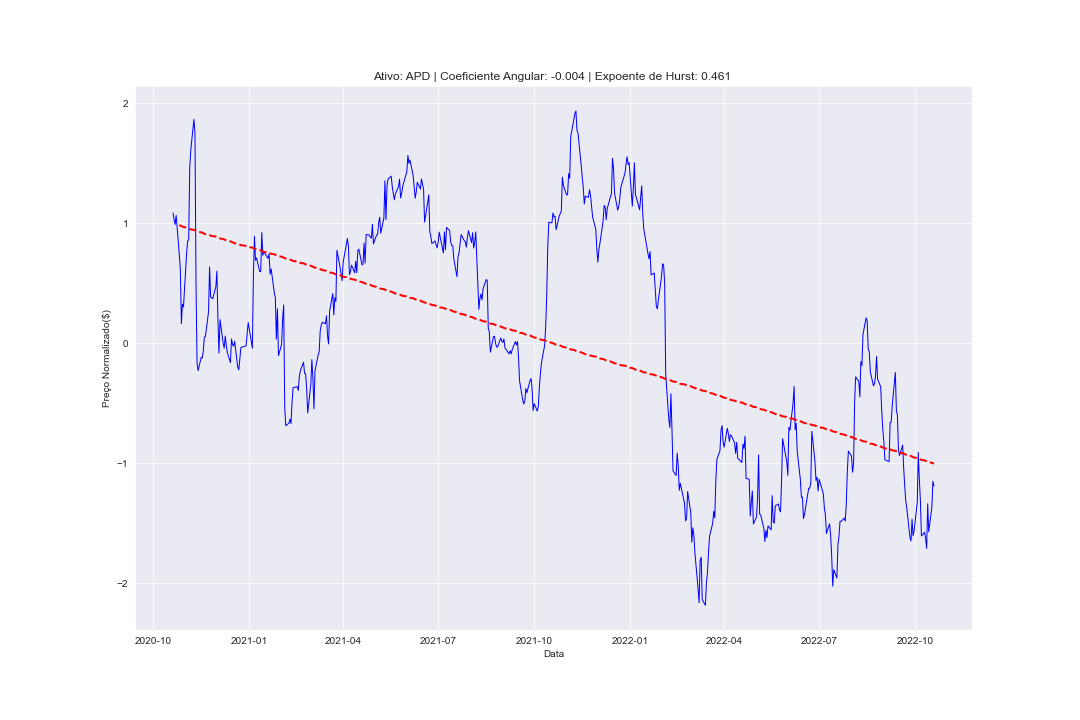 Ativo: APD | Coeficiente Angular: -0.004 | Expoente de Hurst: 0.461
Preço Normalizado($)
2
1
0
−1
−2
2020-10 2021-01 2021-04 2021-07 2021-10 2022-01 2022-04 2022-07 2022-10
Data